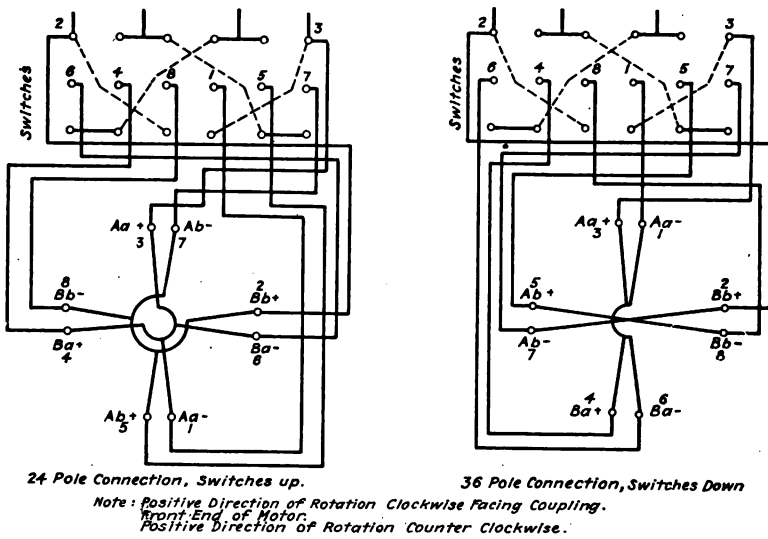 2 3 2 3
Switches
6 4 8 1 5 7
Switches
6 4 8 1 5 7
Aa+ Ab-
3 7
Aa+ Aa-
3 1
8
Bb-
2
Bb+
5
Ab+
2
Bb+
Ba+
4
Ba-
6
Ab-
7
Bb-
8
Ab+ Aa-
5 1
4 6
Ba+ Ba-
24 Pole Connection, Switches up.
36 Pole Connection, Switches Down
Note: Positive Direction of Rotation Clockwise Facing Coupling.
Front End of Motor.
Positive Direction of Rotation Counter Clockwise.